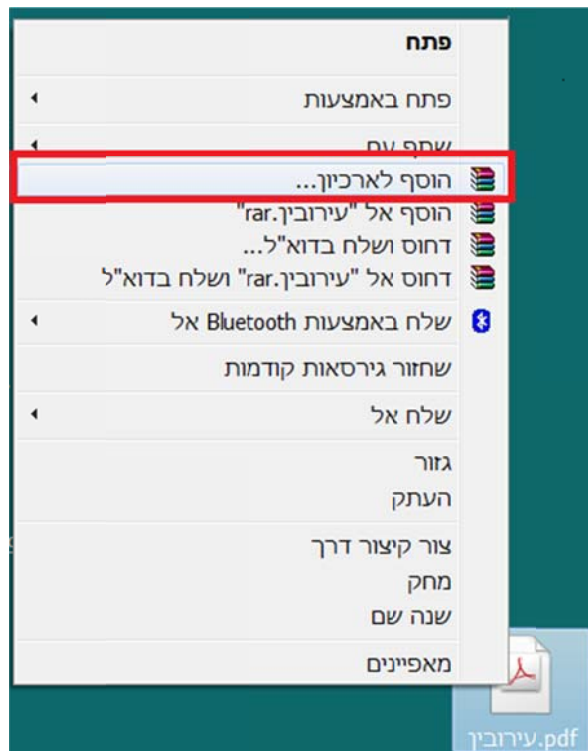 פתח
פתח באמצעות
שתף עם
הוסף לארכיון...
הוסף אל "עירובין.rar"
דחוס ושלח בדוא"ל...
דחוס אל "עירובין.rar" ושלח בדוא"ל
שלח באמצעות Bluetooth אל
שחזור גירסאות קודמות
שלח אל
גזור
העתק
צור קיצור דרך
מחק
שנה שם
מאפיינים
עירובין.pdf